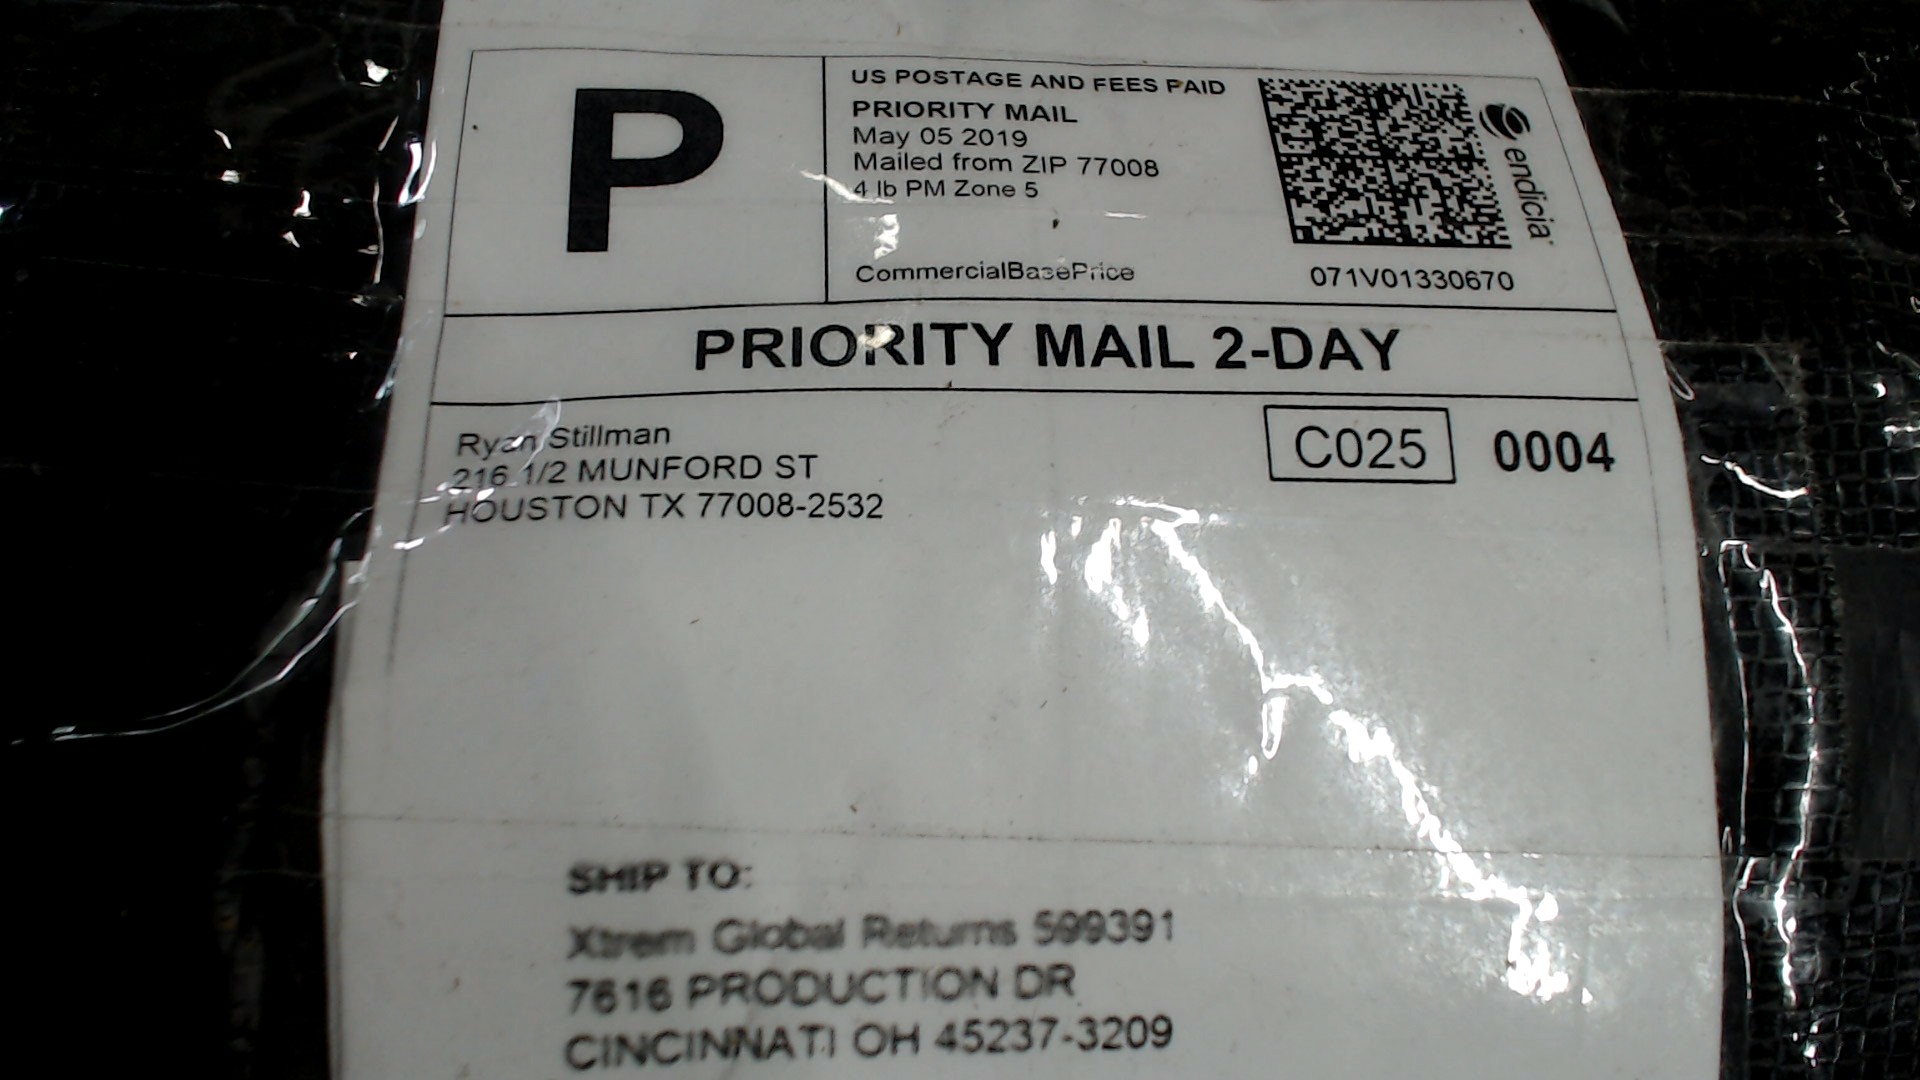 P
US POSTAGE AND FEES PAID
PRIORITY MAIL
May 05 2019
Mailed from ZIP 77008
4 lb PM Zone 5
CommercialBasePrice
endicia
071V01330670
PRIORITY MAIL 2-DAY
Ryan Stillman
216 1/2 MUNFORD ST
HOUSTON TX 77008-2532
C025
0004
SHIP TO:
Xtrem Global Returns 599391
7616 PRODUCTION DR
CINCINNATI OH 45237-3209